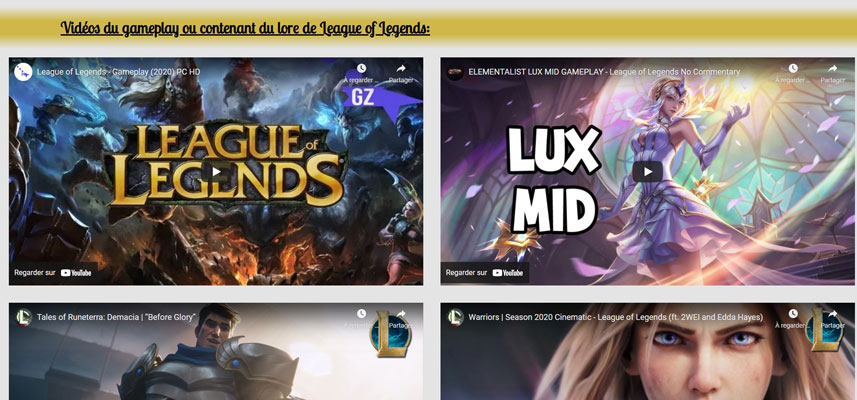 Vidéos du gameplay ou contenant du lore de League of Legends:
League of Legends - Gameplay (2020) PC HD
À regarder ...
Partager
GZ
LEAGUE of
LEGENDS
Regarder sur YouTube
ELEMENTALIST LUX MID GAMEPLAY - League of Legends No Commentary
À regarder ...
Partager
LUX
MID
Regarder sur YouTube
Tales of Runeterra: Demacia | “Before Glory”
À regarder ...
Partager
Warriors | Season 2020 Cinematic - League of Legends (ft. 2WEI and Edda Hayes)
À regarder ...
Partager